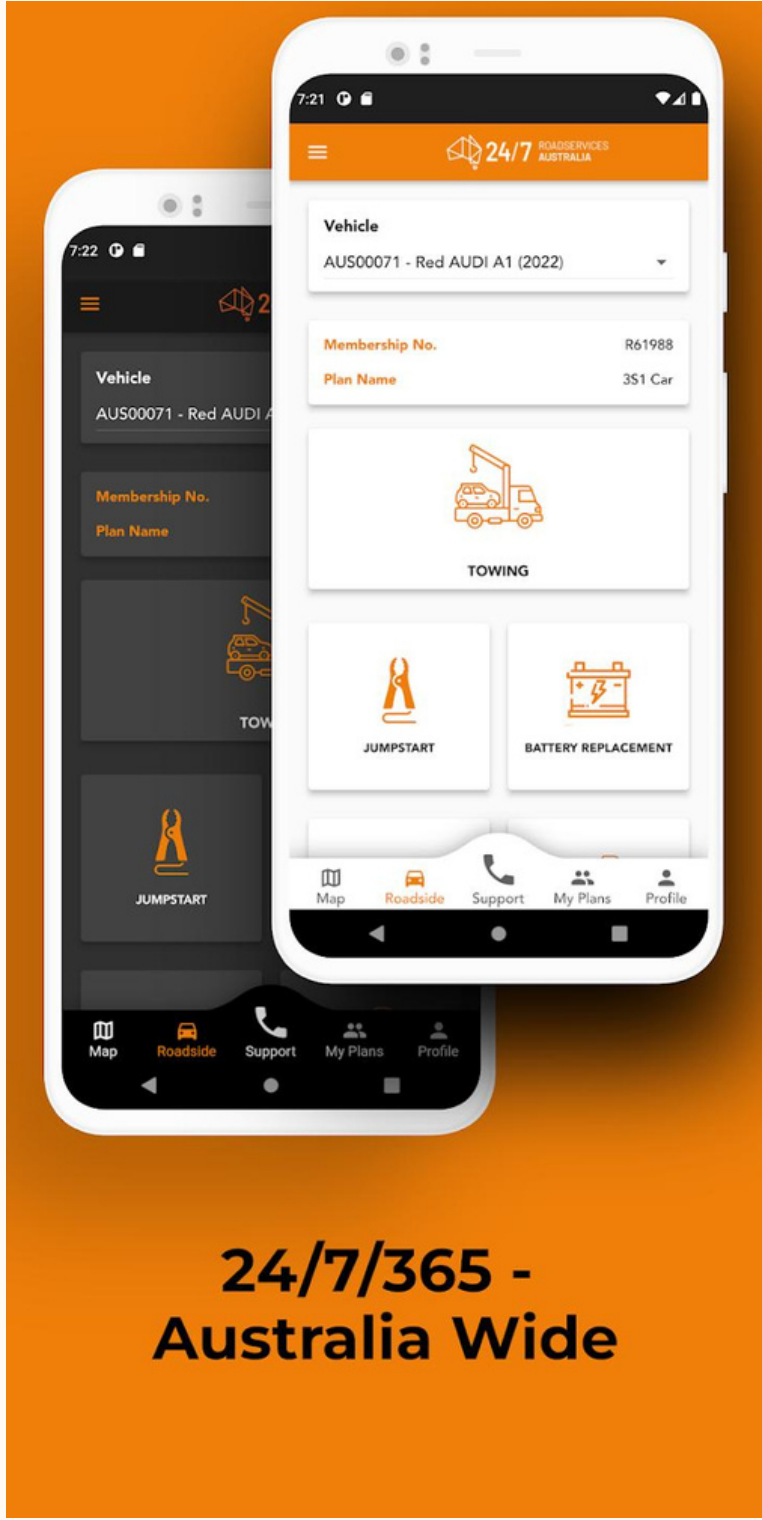 7:21
24/7 ROADSERVICES
AUSTRALIA
Vehicle
AUS00071 - Red AUDI A1 (2022)
Membership No. R61988
Plan Name 3S1 Car
TOWING
JUMPSTART
BATTERY REPLACEMENT
Map Roadside Support My Plans Profile
7:22
2
Vehicle
AUS00071 - Red AUDI A
Membership No.
Plan Name
TOW
JUMPSTART
Map Roadside Support My Plans Profile
24/7/365 -
Australia Wide